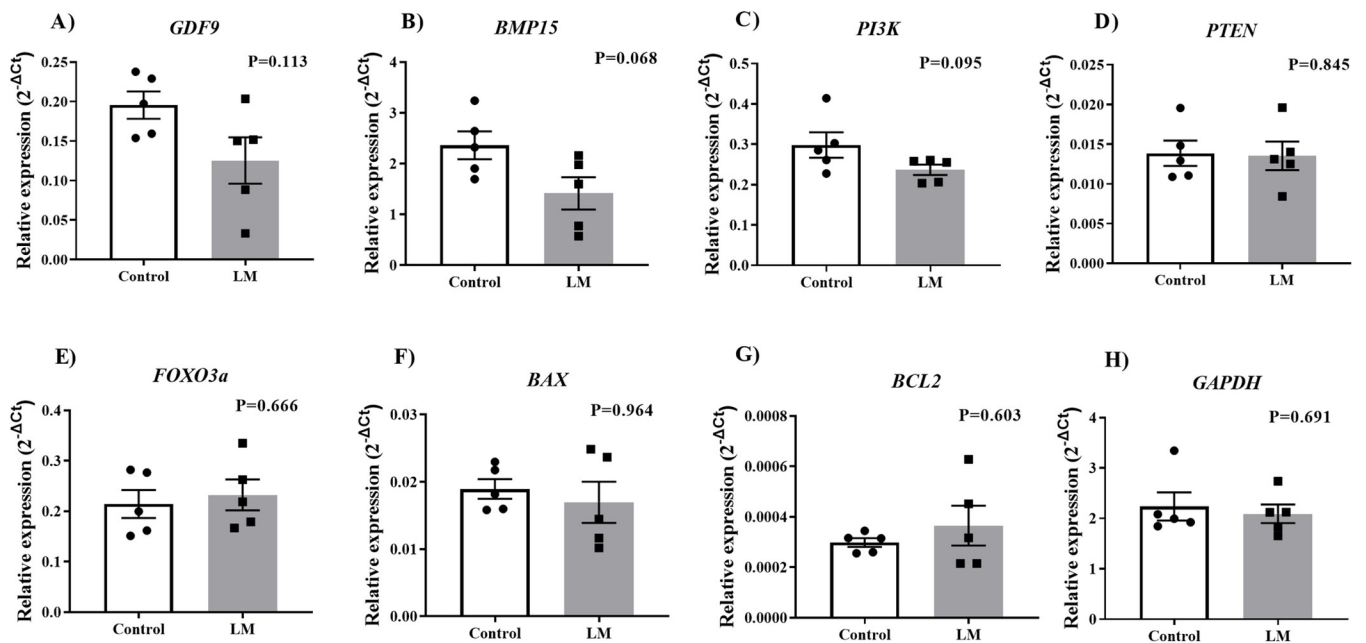 A)
GDF9
P=0.113
Relative expression (2^-ΔCt)
0.25
0.20
0.15
0.10
0.05
0.00
Control LM
B)
BMP15
P=0.068
Relative expression (2^-ΔCt)
4
3
2
1
0
Control LM
C)
PI3K
P=0.095
Relative expression (2^-ΔCt)
0.5
0.4
0.3
0.2
0.1
0.0
Control LM
D)
PTEN
P=0.845
Relative expression (2^-ΔCt)
0.025
0.020
0.015
0.010
0.005
0.000
Control LM
E)
FOXO3a
P=0.666
Relative expression (2^-ΔCt)
0.4
0.3
0.2
0.1
0.0
Control LM
F)
BAX
P=0.964
Relative expression (2^-ΔCt)
0.03
0.02
0.01
0.00
Control LM
G)
BCL2
P=0.603
Relative expression (2^-ΔCt)
0.0008
0.0006
0.0004
0.0002
0.0000
Control LM
H)
GAPDH
P=0.691
Relative expression (2^-ΔCt)
4
3
2
1
0
Control LM